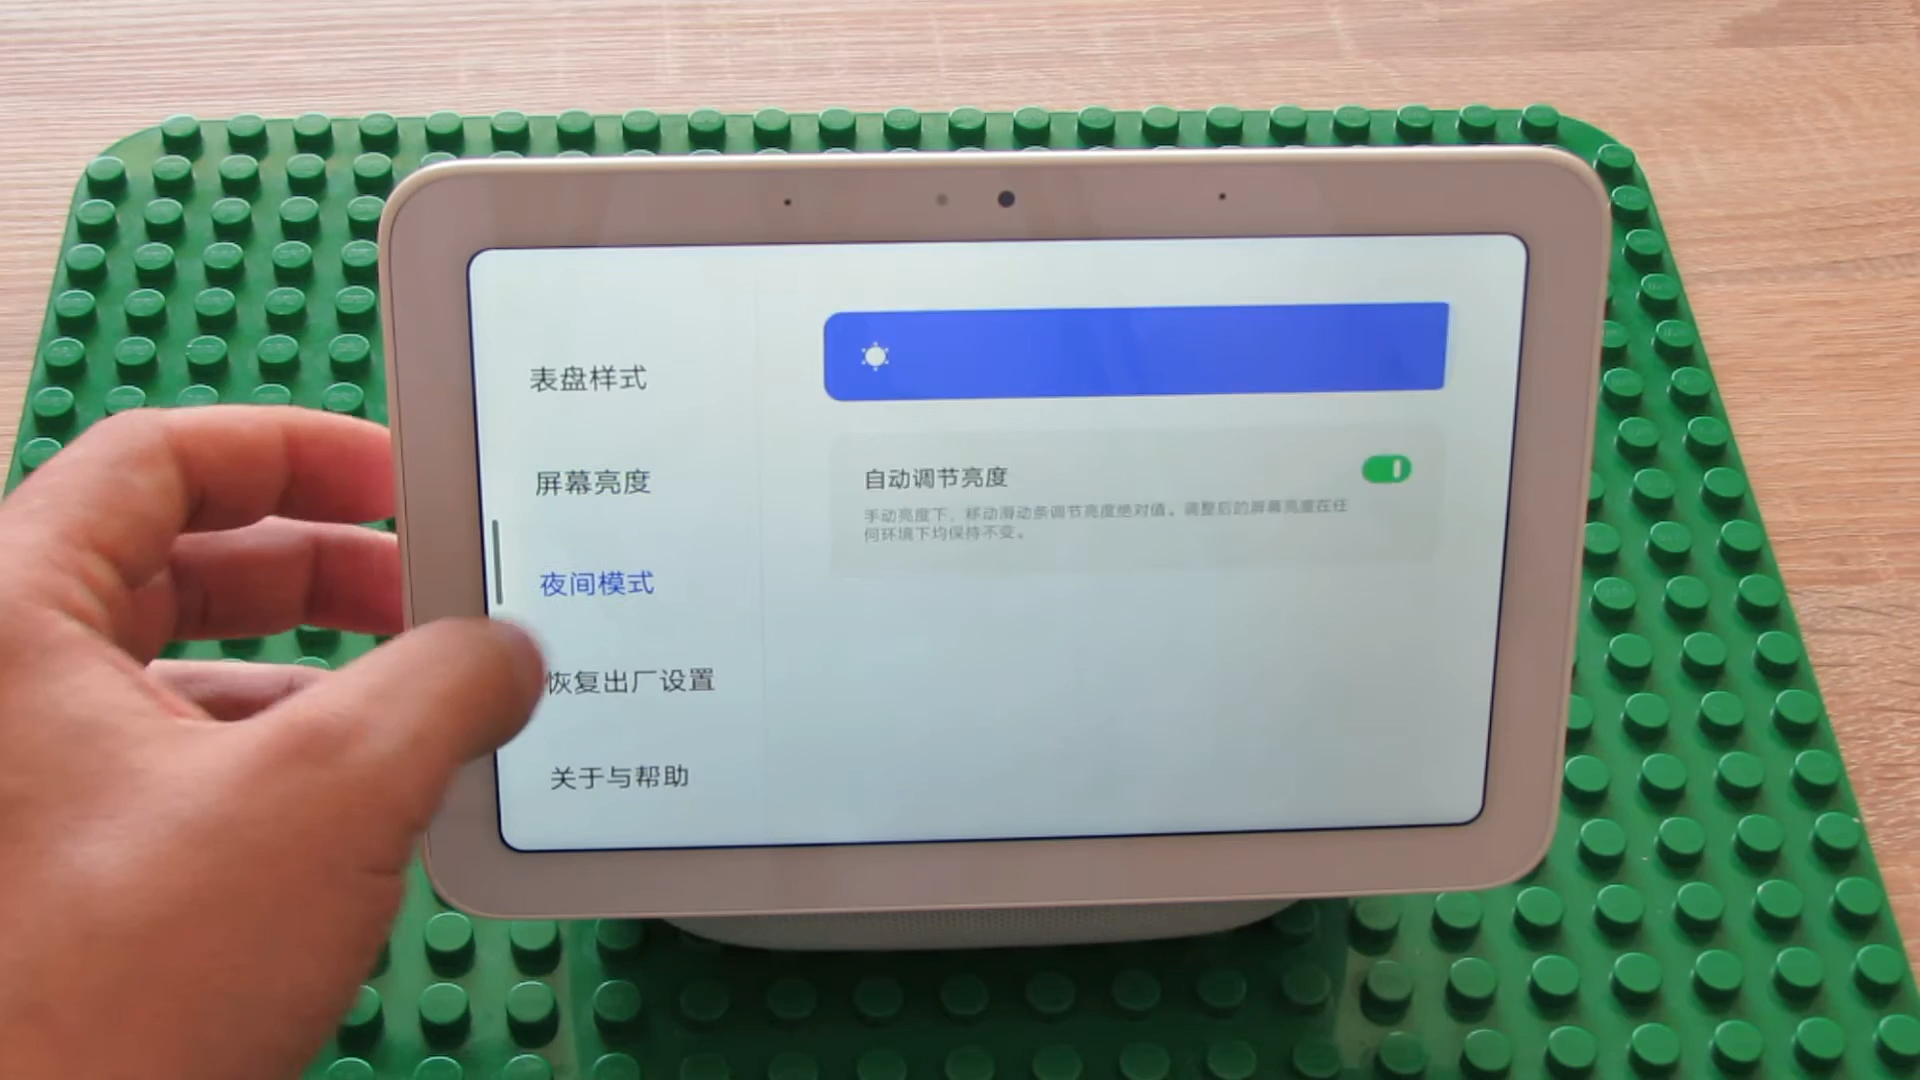 表盘样式
屏幕亮度
夜间模式
恢复出厂设置
关于与帮助
自动调节亮度
手动亮度下，移动滑动条调节亮度绝对值。调整后的屏幕亮度在任
何环境下均保持不变。